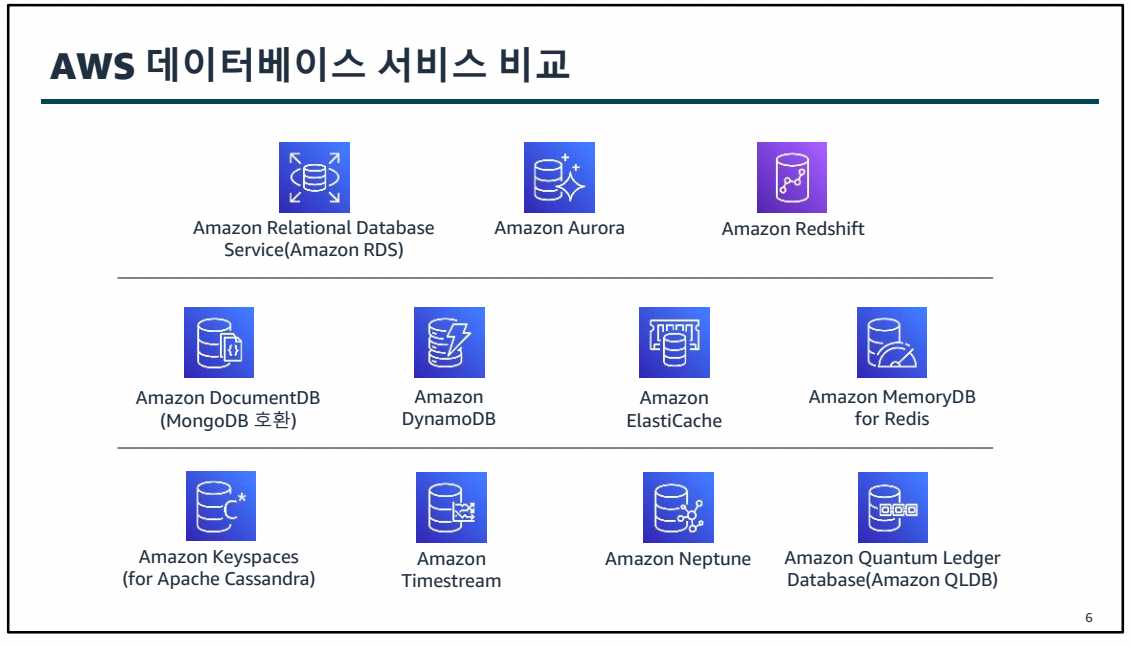 AWS 데이터베이스 서비스 비교
Amazon Relational Database
Service(Amazon RDS)
Amazon Aurora
Amazon Redshift
Amazon DocumentDB
(MongoDB 호환)
Amazon
DynamoDB
Amazon
ElastiCache
Amazon MemoryDB
for Redis
C*
Amazon Keyspaces
(for Apache Cassandra)
Amazon
Timestream
Amazon Neptune
Amazon Quantum Ledger
Database(Amazon QLDB)
6